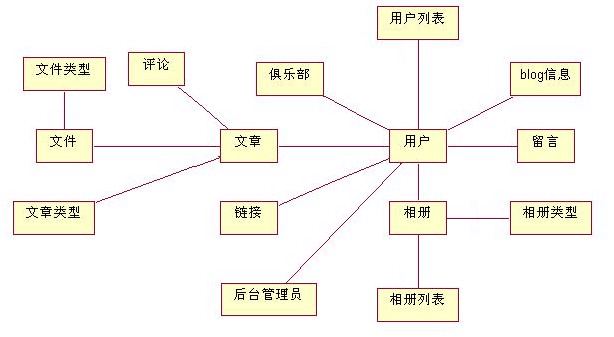 用户列表
文件类型
评论
俱乐部
blog信息
文件
文章
用户
留言
文章类型
链接
相册
相册类型
后台管理员
相册列表